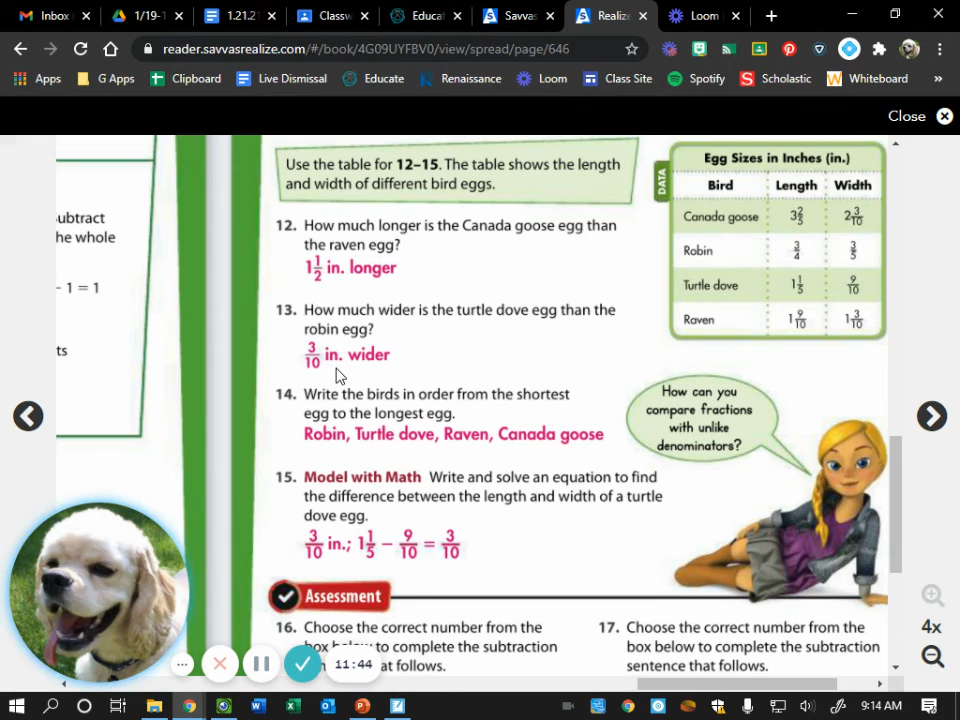 Inbox
1/19-1
1.21.21
Classw
Educat
Savvas
Realize
Loom
reader.savvasrealize.com/#/book/4G09UYFBV0/view/spread/page/646
Apps
G Apps
Clipboard
Live Dismissal
Educate
Renaissance
Loom
Class Site
Spotify
Scholastic
Whiteboard
»
Close
ubtract
he whole
- 1 = 1
ts
Use the table for 12–15. The table shows the length
and width of different bird eggs.
12. How much longer is the Canada goose egg than
the raven egg?
1 1/2 in. longer
13. How much wider is the turtle dove egg than the
robin egg?
3/10 in. wider
14. Write the birds in order from the shortest
egg to the longest egg.
Robin, Turtle dove, Raven, Canada goose
15. Model with Math Write and solve an equation to find
the difference between the length and width of a turtle
dove egg.
3/10 in.; 1 1/5 − 9/10 = 3/10
DATA
Egg Sizes in Inches (in.)
Bird Length Width
Canada goose 3 2/5 2 3/10
Robin 3/4 3/5
Turtle dove 1 1/5 9/10
Raven 1 9/10 1 3/10
How can you
compare fractions
with unlike
denominators?
Assessment
16. Choose the correct number from the
box below to complete the subtraction
at follows.
17. Choose the correct number from the
box below to complete the subtraction
sentence that follows.
11:44
4x
9:14 AM